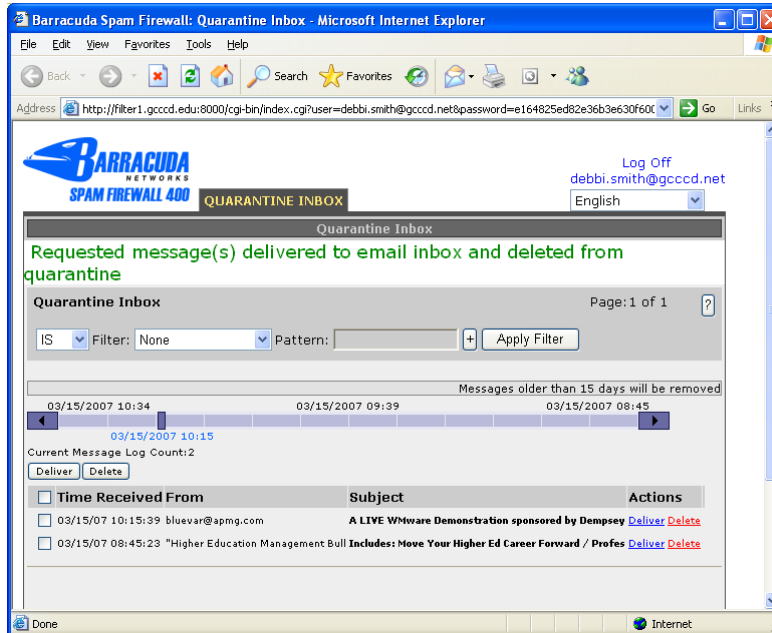 Barracuda Spam Firewall: Quarantine Inbox - Microsoft Internet Explorer
File Edit View Favorites Tools Help
Back Search Favorites
Address http://filter1.gcccd.edu:8000/cgi-bin/index.cgi?user=debbi.smith@gcccd.net&password=e164825ed82e36b3e630f60 Go Links
BARRACUDA
NETWORKS
SPAM FIREWALL 400 QUARANTINE INBOX
Log Off
debbi.smith@gcccd.net
English
Quarantine Inbox
Requested message(s) delivered to email inbox and deleted from
quarantine
Quarantine Inbox Page:1 of 1 ?
IS Filter: None Pattern: + Apply Filter
Messages older than 15 days will be removed
03/15/2007 10:34 03/15/2007 09:39 03/15/2007 08:45
03/15/2007 10:15
Current Message Log Count:2
Deliver Delete
Time Received From Subject Actions
03/15/07 10:15:39 bluevar@apmg.com A LIVE WMware Demonstration sponsored by Dempsey Deliver Delete
03/15/07 08:45:23 "Higher Education Management Bull Includes: Move Your Higher Ed Career Forward / Profes Deliver Delete
Done Internet